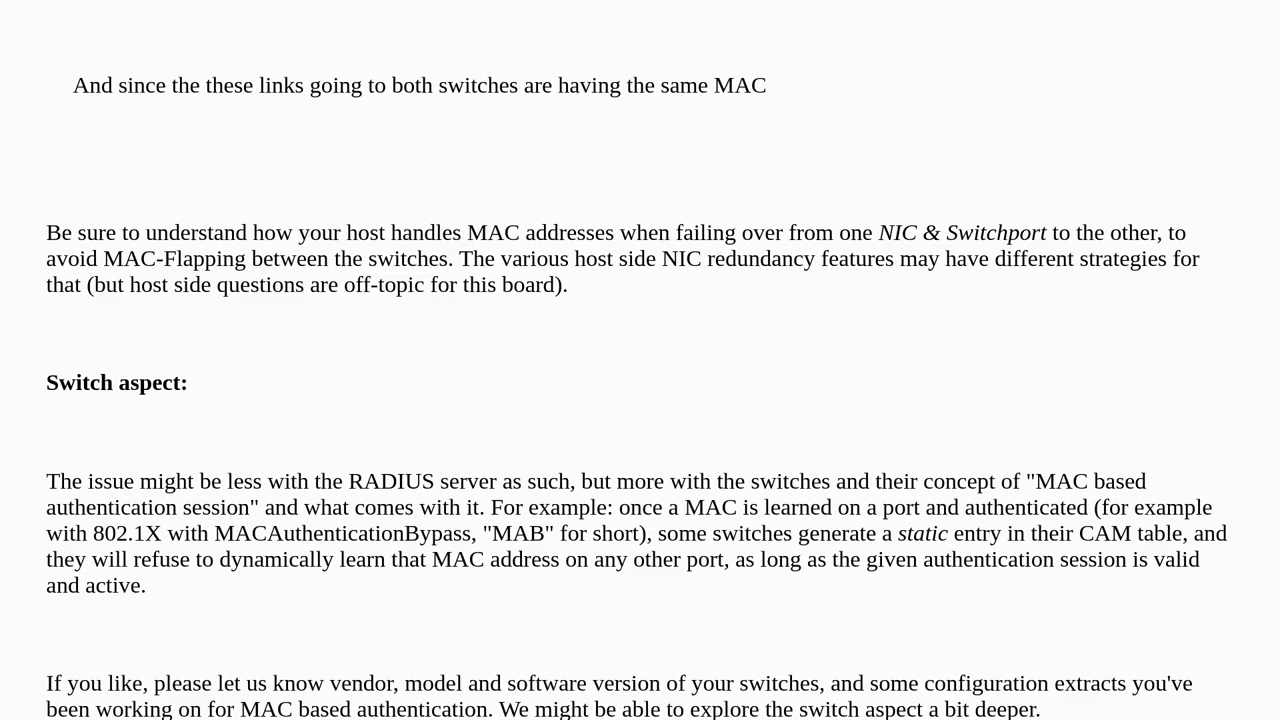 And since the these links going to both switches are having the same MAC
Be sure to understand how your host handles MAC addresses when failing over from one NIC & Switchport to the other, to
avoid MAC-Flapping between the switches. The various host side NIC redundancy features may have different strategies for
that (but host side questions are off-topic for this board).
Switch aspect:
The issue might be less with the RADIUS server as such, but more with the switches and their concept of "MAC based
authentication session" and what comes with it. For example: once a MAC is learned on a port and authenticated (for example
with 802.1X with MACAuthenticationBypass, "MAB" for short), some switches generate a static entry in their CAM table, and
they will refuse to dynamically learn that MAC address on any other port, as long as the given authentication session is valid
and active.
If you like, please let us know vendor, model and software version of your switches, and some configuration extracts you've
been working on for MAC based authentication. We might be able to explore the switch aspect a bit deeper.